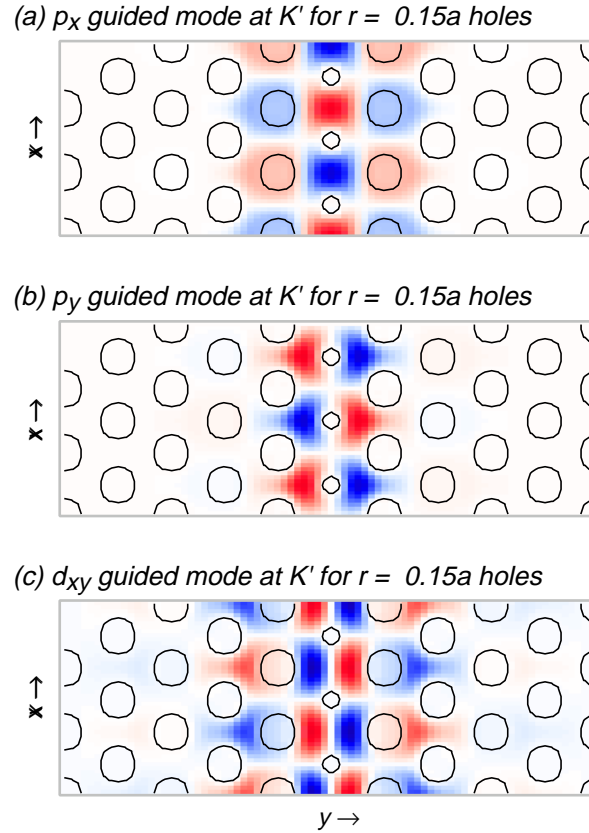 (a) pₓ guided mode at K' for r = 0.15a holes
x →
(b) p_y guided mode at K' for r = 0.15a holes
x →
(c) d_xy guided mode at K' for r = 0.15a holes
x →
y →